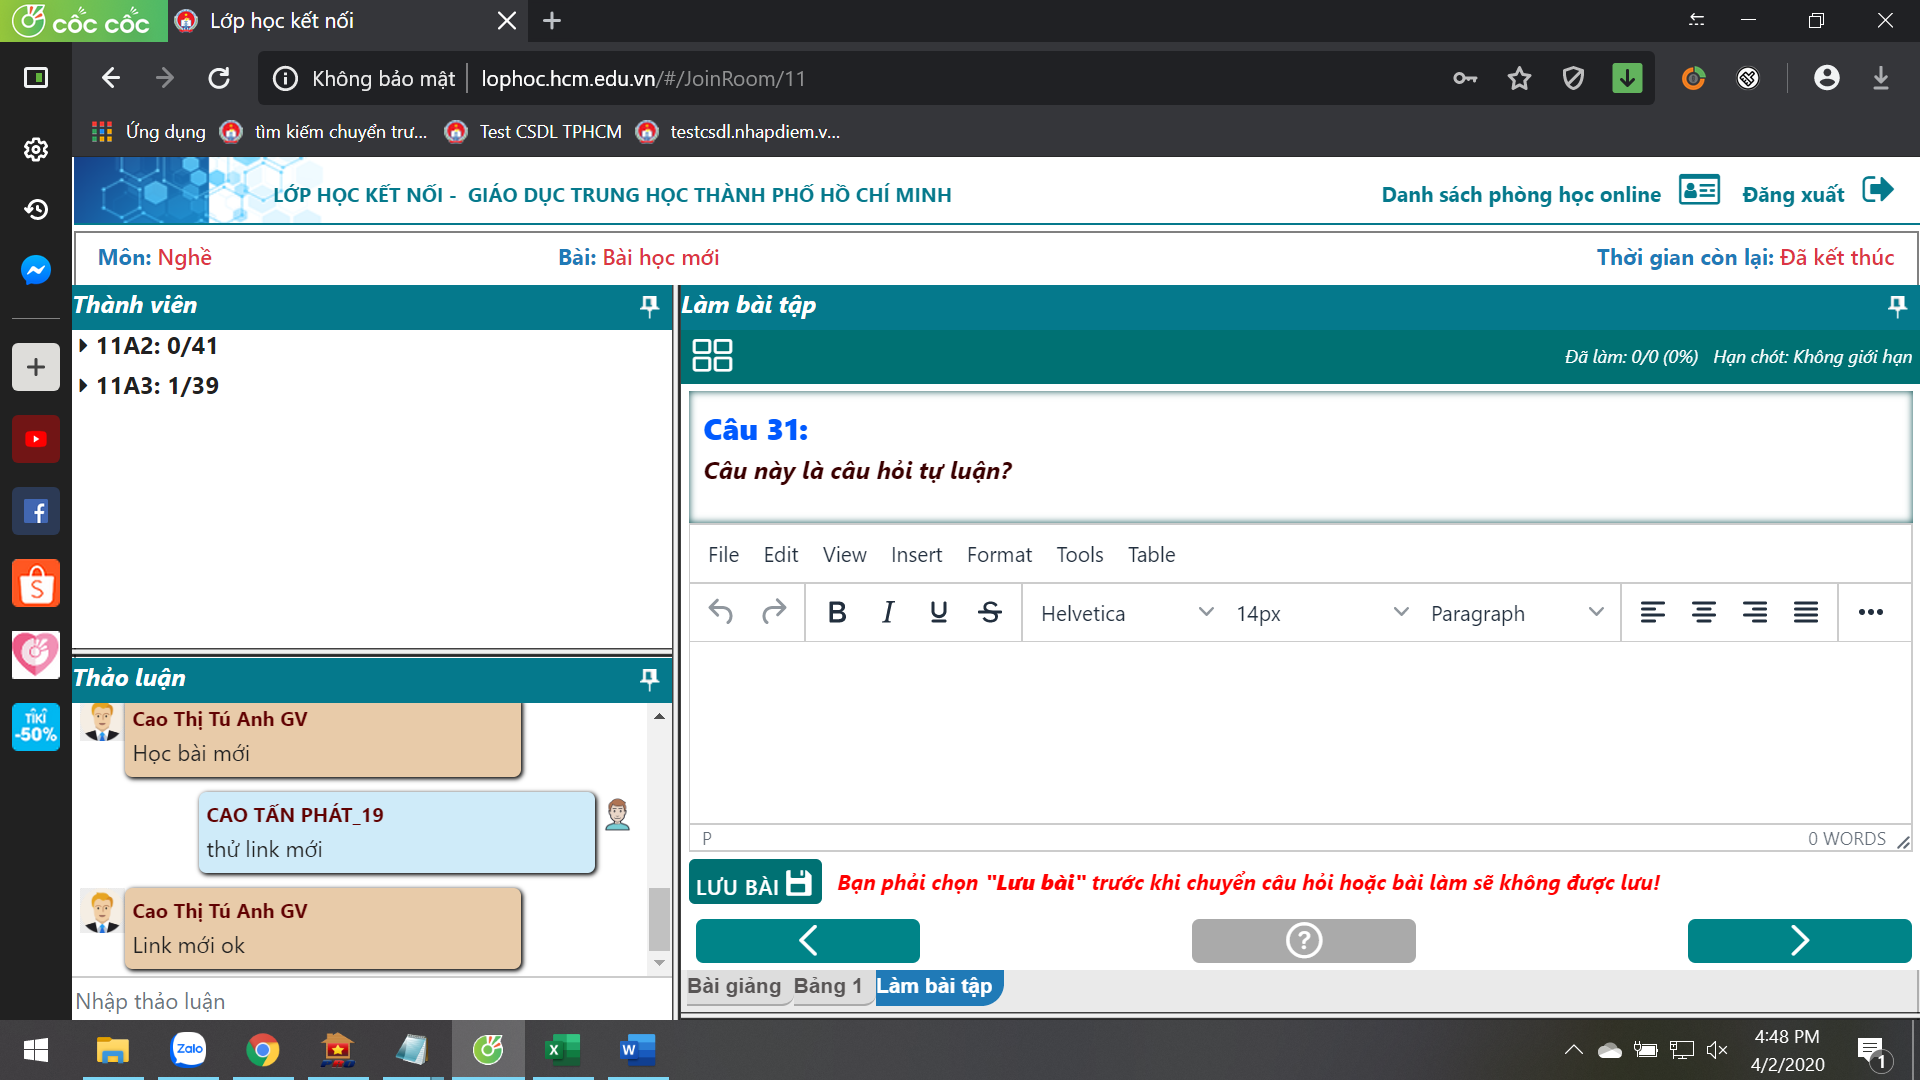 cốc cốc
Lớp học kết nối
Không bảo mật
lophoc.hcm.edu.vn/#/JoinRoom/11
Ứng dụng
tìm kiếm chuyển trư...
Test CSDL TPHCM
testcsdl.nhapdiem.v...
LỚP HỌC KẾT NỐI - GIÁO DỤC TRUNG HỌC THÀNH PHỐ HỒ CHÍ MINH
Danh sách phòng học online
Đăng xuất
Môn: Nghề
Bài: Bài học mới
Thời gian còn lại: Đã kết thúc
Thành viên
11A2: 0/41
11A3: 1/39
Thảo luận
Cao Thị Tú Anh GV
Học bài mới
CAO TẤN PHÁT_19
thử link mới
Cao Thị Tú Anh GV
Link mới ok
Nhập thảo luận
Làm bài tập
Đã làm: 0/0 (0%) Hạn chót: Không giới hạn
Câu 31:
Câu này là câu hỏi tự luận?
File Edit View Insert Format Tools Table
B I U S Helvetica 14px Paragraph
P
0 WORDS
LƯU BÀI
Bạn phải chọn "Lưu bài" trước khi chuyển câu hỏi hoặc bài làm sẽ không được lưu!
Bài giảng Bảng 1 Làm bài tập
TIKI
-50%
Zalo
4:48 PM
4/2/2020
1